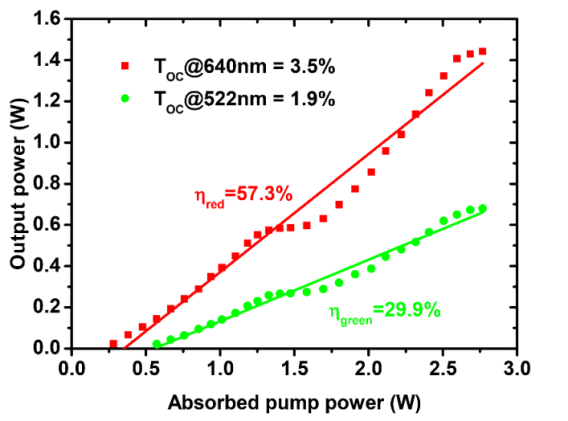 1.6
1.4
1.2
1.0
0.8
0.6
0.4
0.2
0.0
Output power (W)
T_OC@640nm = 3.5%
T_OC@522nm = 1.9%
η_red=57.3%
η_green=29.9%
0.0 0.5 1.0 1.5 2.0 2.5 3.0
Absorbed pump power (W)